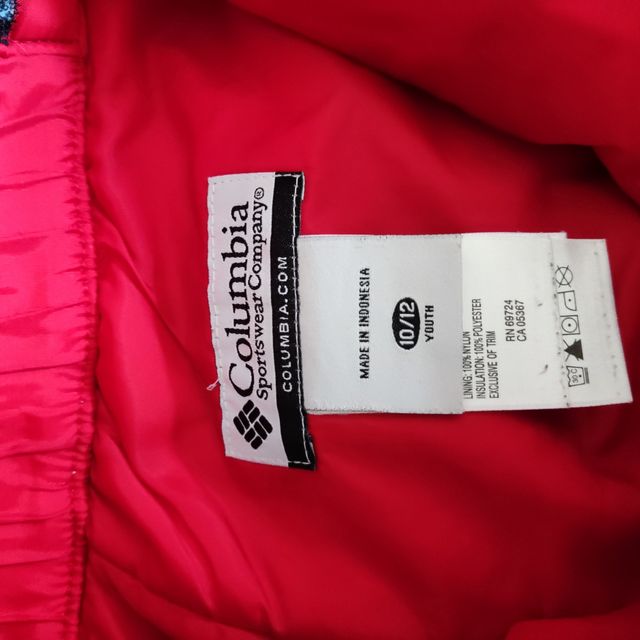 Columbia®
Sportswear Company®
COLUMBIA.COM
MADE IN INDONESIA
10/12
YOUTH
LINING: 100% NYLON
INSULATION: 100% POLYESTER
EXCLUSIVE OF TRIM
RN 69724
CA 05367